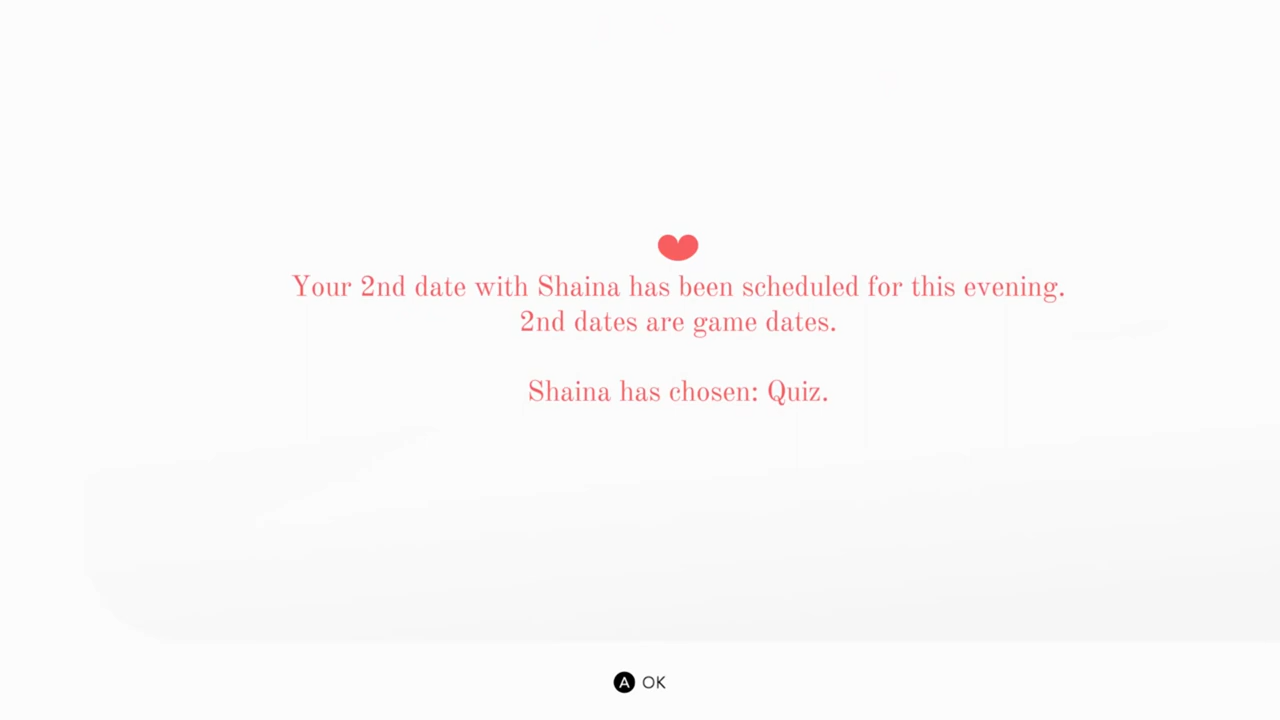 Your 2nd date with Shaina has been scheduled for this evening.
2nd dates are game dates.
Shaina has chosen: Quiz.
A OK